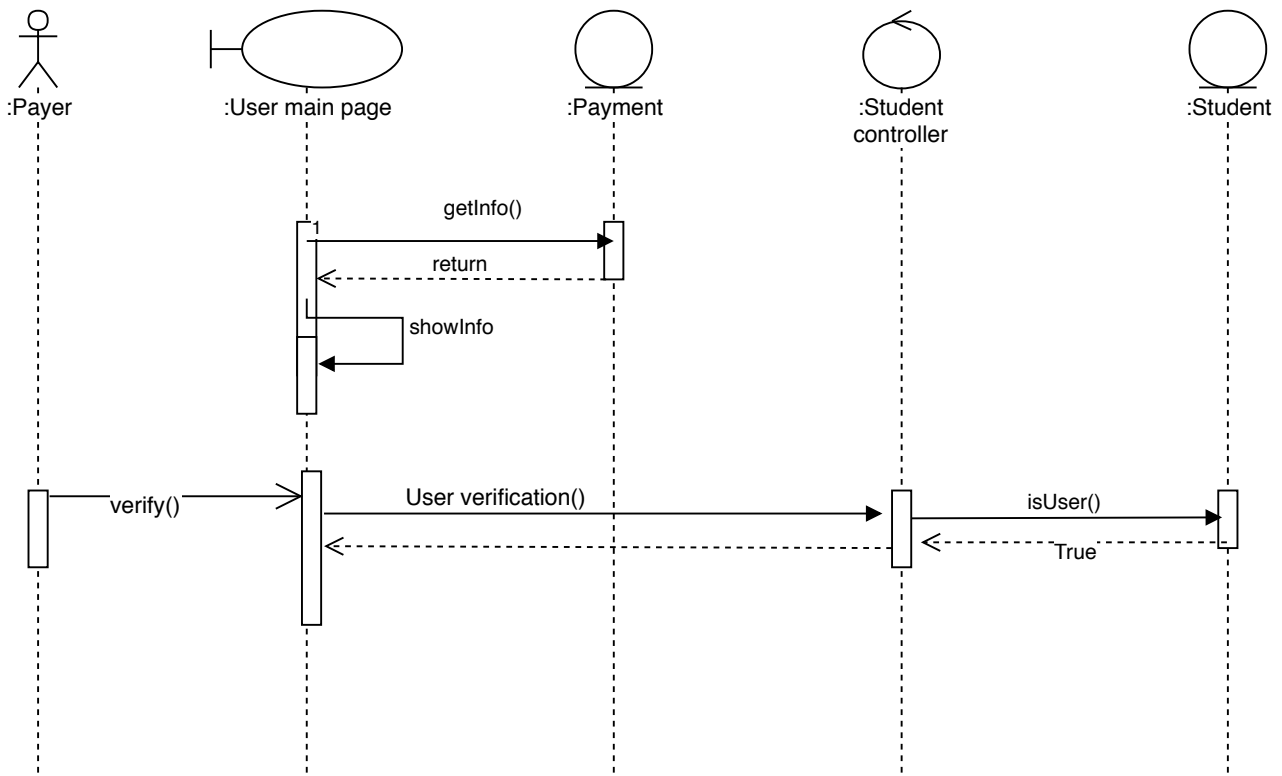 :Payer
:User main page
:Payment
:Student
controller
:Student
getInfo()
1
return
showInfo
verify()
User verification()
isUser()
True